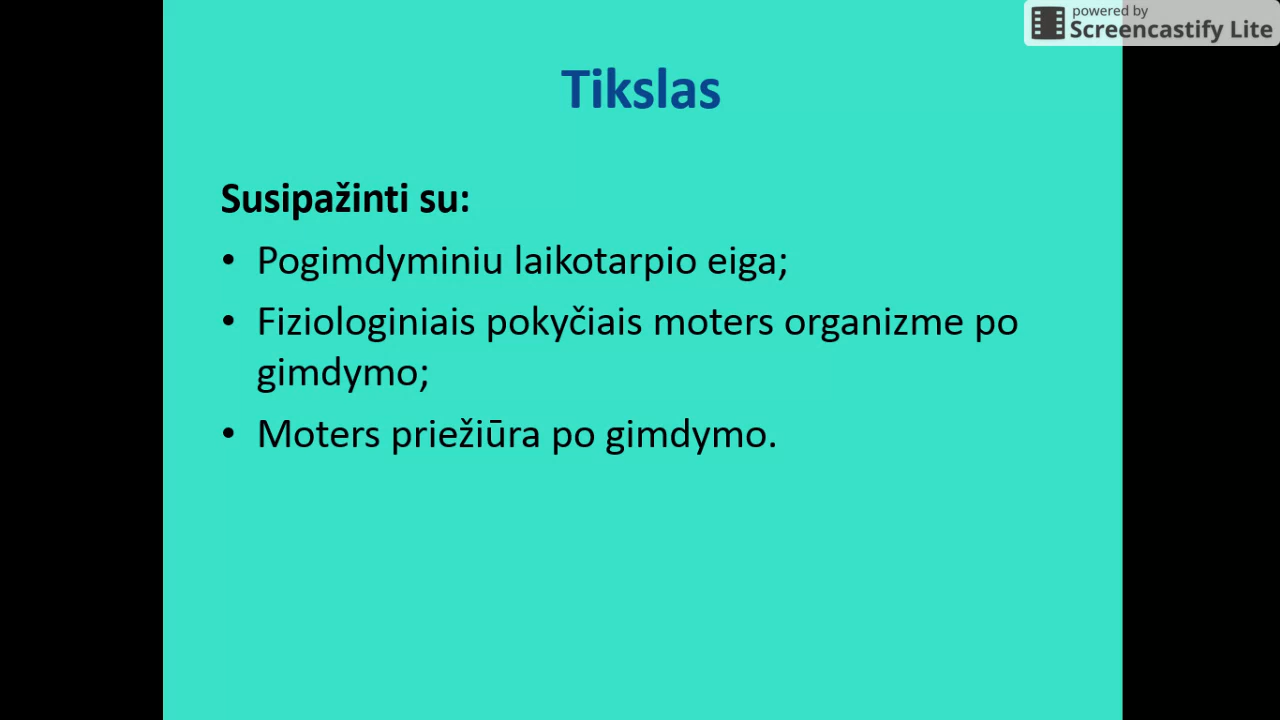 powered by
Screencastify Lite
Tikslas
Susipažinti su:
• Pogimdyminiu laikotarpio eiga;
• Fiziologiniais pokyčiais moters organizme po
gimdymo;
• Moters priežiūra po gimdymo.